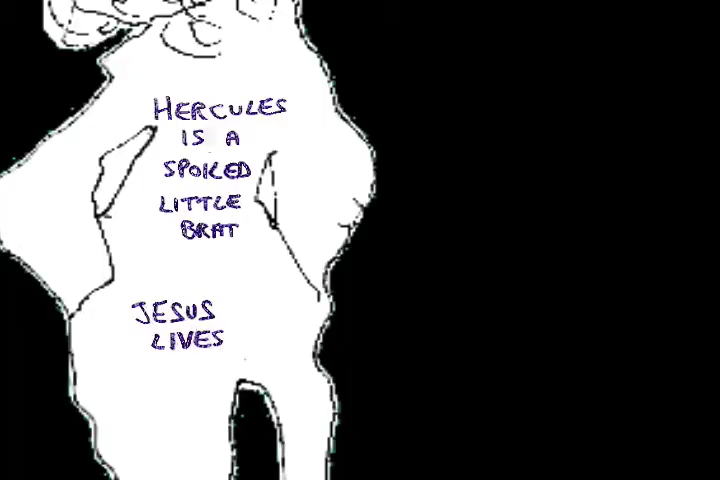 HERCULES
IS A
SPOILED
LITTLE
BRAT
JESUS
LIVES